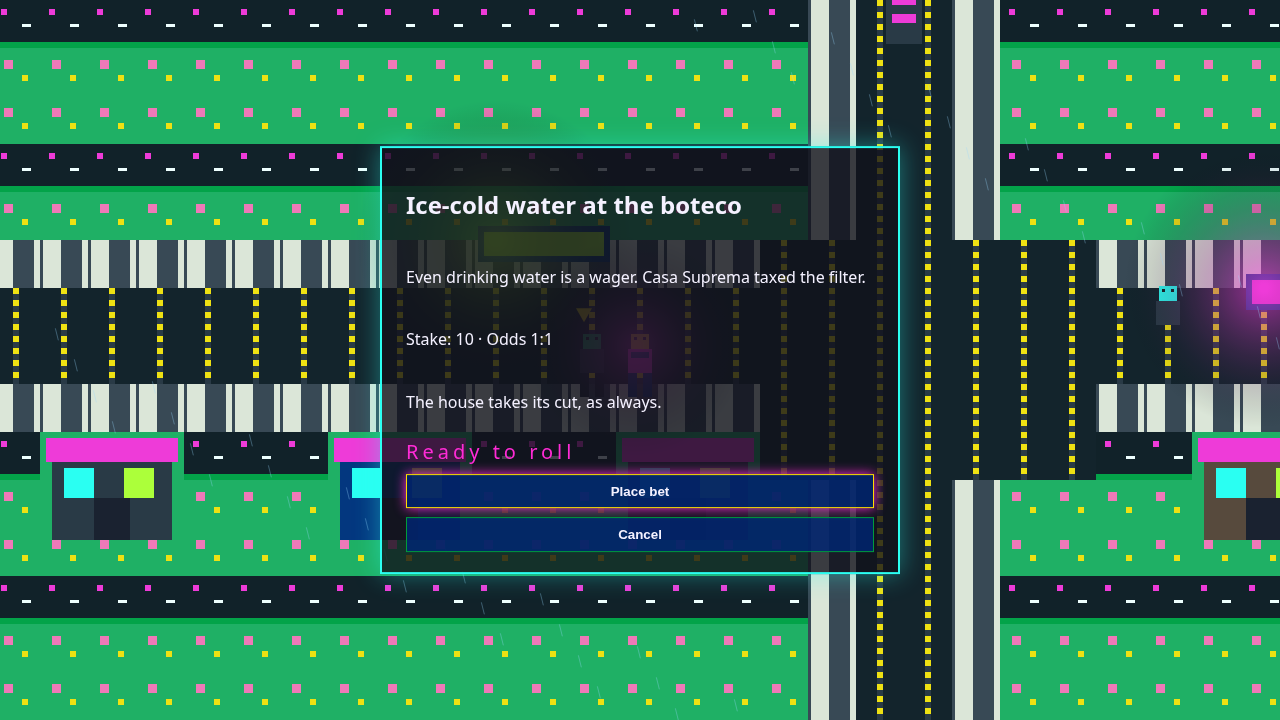 Ice-cold water at the boteco
Even drinking water is a wager. Casa Suprema taxed the filter.
Stake: 10 · Odds 1:1
The house takes its cut, as always.
Ready to roll
Place bet
Cancel